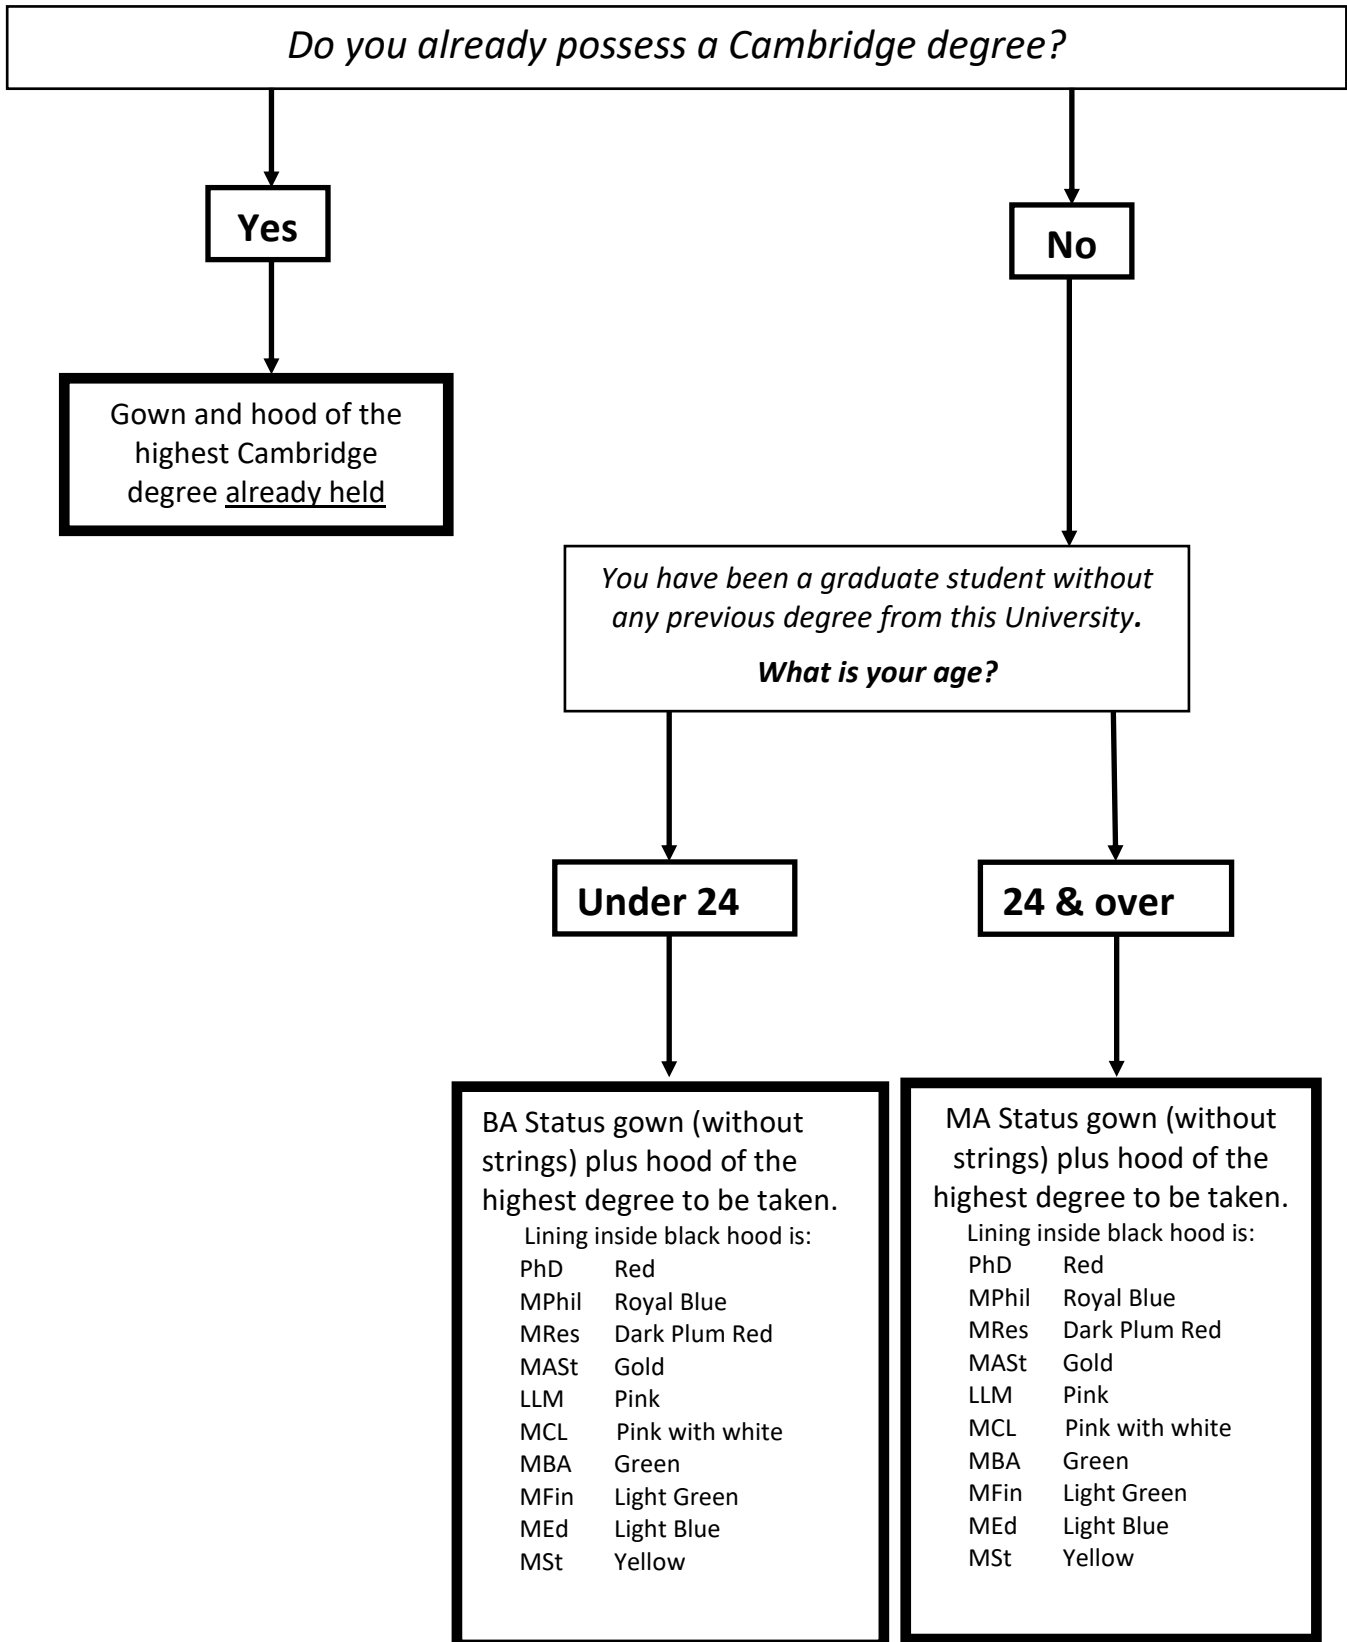 Do you already possess a Cambridge degree?
Yes
No
Gown and hood of the
highest Cambridge
degree already held
You have been a graduate student without
any previous degree from this University.
What is your age?
Under 24
24 & over
BA Status gown (without
strings) plus hood of the
highest degree to be taken.
Lining inside black hood is:
PhD Red
MPhil Royal Blue
MRes Dark Plum Red
MASt Gold
LLM Pink
MCL Pink with white
MBA Green
MFin Light Green
MEd Light Blue
MSt Yellow
MA Status gown (without
strings) plus hood of the
highest degree to be taken.
Lining inside black hood is:
PhD Red
MPhil Royal Blue
MRes Dark Plum Red
MASt Gold
LLM Pink
MCL Pink with white
MBA Green
MFin Light Green
MEd Light Blue
MSt Yellow